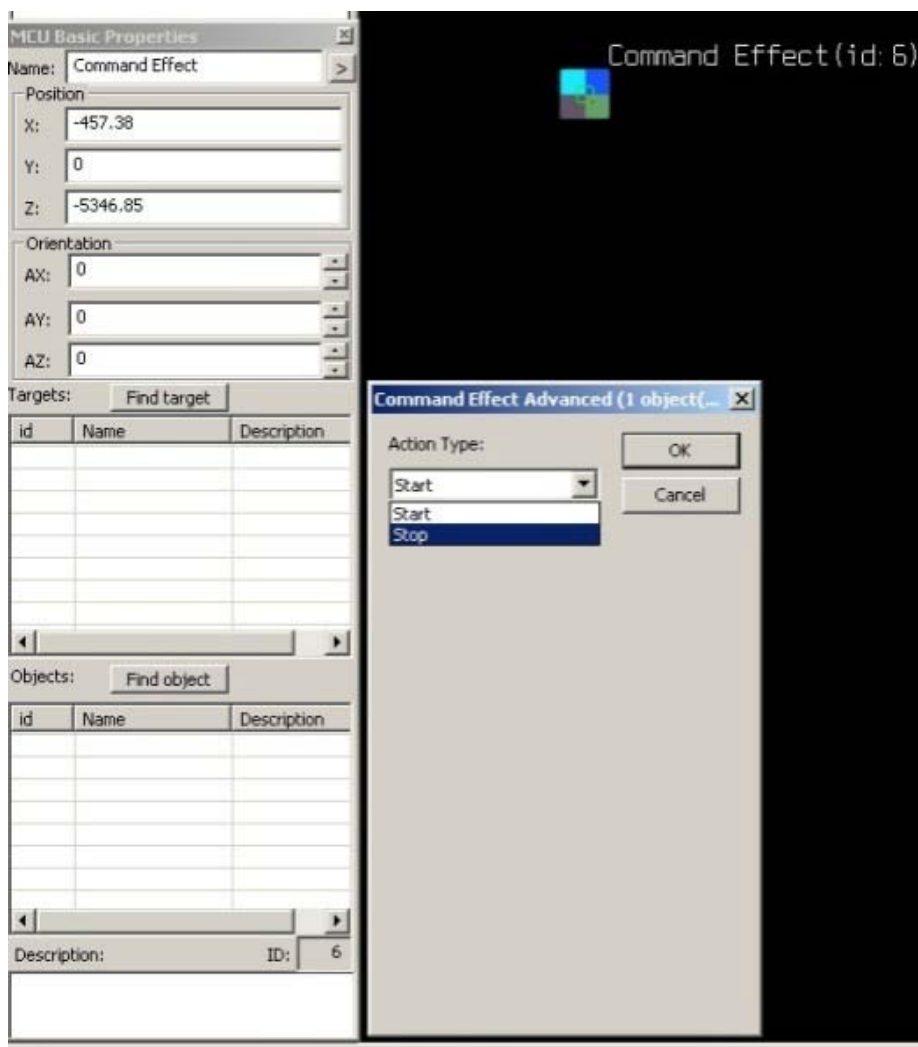 MCU Basic Properties
Name: Command Effect >
Position
X: -457.38
Y: 0
Z: -5346.85
Orientation
AX: 0
AY: 0
AZ: 0
Targets: Find target
id Name Description
Objects: Find object
id Name Description
Description: ID: 6
Command Effect(id: 6)
Command Effect Advanced (1 object(...
Action Type:
OK
Start
Cancel
Start
Stop